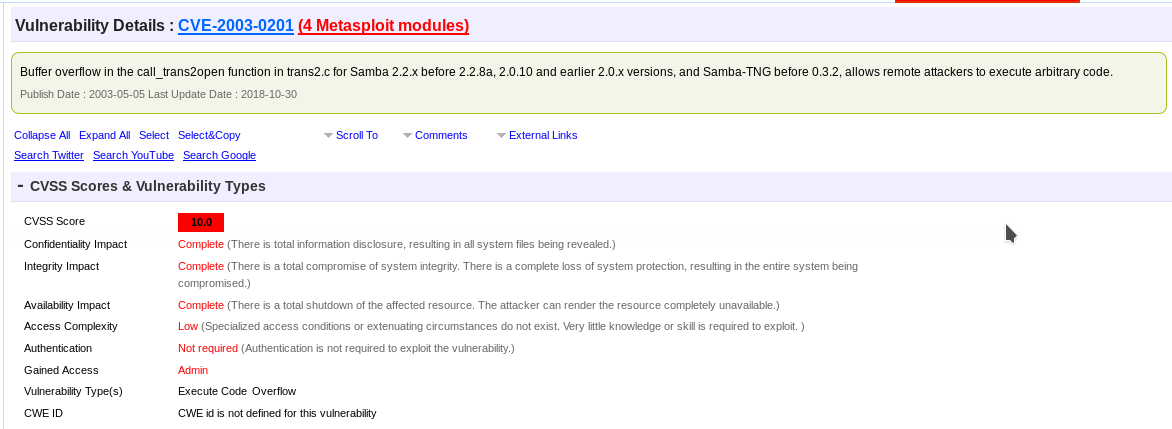 Vulnerability Details : CVE-2003-0201 (4 Metasploit modules)
Buffer overflow in the call_trans2open function in trans2.c for Samba 2.2.x before 2.2.8a, 2.0.10 and earlier 2.0.x versions, and Samba-TNG before 0.3.2, allows remote attackers to execute arbitrary code.
Publish Date : 2003-05-05 Last Update Date : 2018-10-30
Collapse All Expand All Select Select&Copy Scroll To Comments External Links
Search Twitter Search YouTube Search Google
- CVSS Scores & Vulnerability Types
CVSS Score 10.0
Confidentiality Impact Complete (There is total information disclosure, resulting in all system files being revealed.)
Integrity Impact Complete (There is a total compromise of system integrity. There is a complete loss of system protection, resulting in the entire system being
compromised.)
Availability Impact Complete (There is a total shutdown of the affected resource. The attacker can render the resource completely unavailable.)
Access Complexity Low (Specialized access conditions or extenuating circumstances do not exist. Very little knowledge or skill is required to exploit. )
Authentication Not required (Authentication is not required to exploit the vulnerability.)
Gained Access Admin
Vulnerability Type(s) Execute Code Overflow
CWE ID CWE id is not defined for this vulnerability